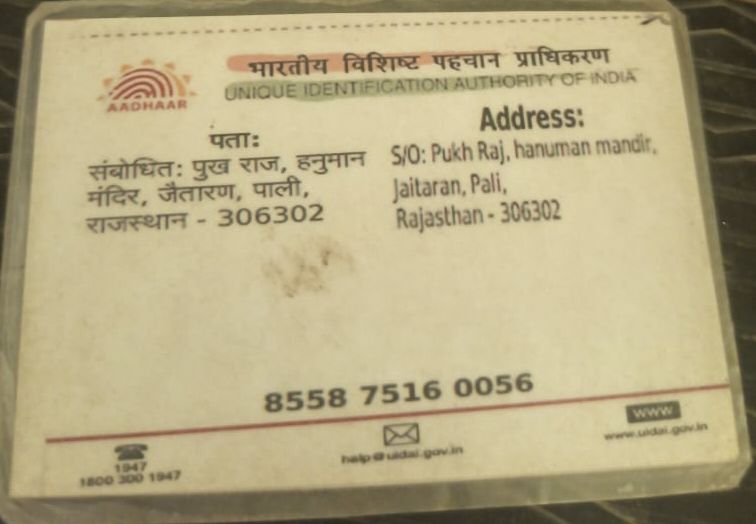 भारतीय विशिष्ट पहचान प्राधिकरण
UNIQUE IDENTIFICATION AUTHORITY OF INDIA
AADHAAR
पता:
संबोधित: पुख राज, हनुमान
मंदिर, जैतारण, पाली,
राजस्थान - 306302
Address:
S/O: Pukh Raj, hanuman mandir,
Jaitaran, Pali,
Rajasthan - 306302
8558 7516 0056
1947
1800 300 1947
help@uidai.gov.in
WWW
www.uidai.gov.in